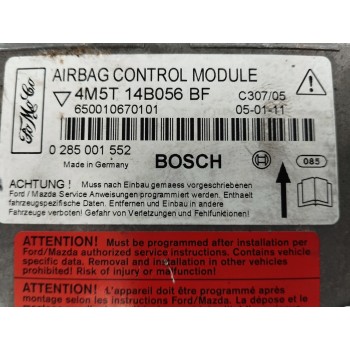 FoMoCo
AIRBAG CONTROL MODULE
4M5T 14B056 BF
C307/05
650010670101
05-01-11
0 285 001 552
Made in Germany
BOSCH
085
ACHTUNG ! Muss nach Einbau gemaess vorgeschriebenen
Ford / Mazda Service Anweisungen programmiert werden. Enthält
fahrzeugspezifische Daten. Entfernen und Einbau in andere
Fahrzeuge verboten! Gefahr von Verletzungen und Fehlfunktionen!
ATTENTION! Must be programmed after installation per
Ford/Mazda authorized service instructions. Contains vehicle
specific data. Removal and installation in other vehicles
prohibited! Risk of injury or malfunction!
ATTENTION! L'appareil doit être programmé après
montage selon les instructions Ford/Mazda. La dépose et le